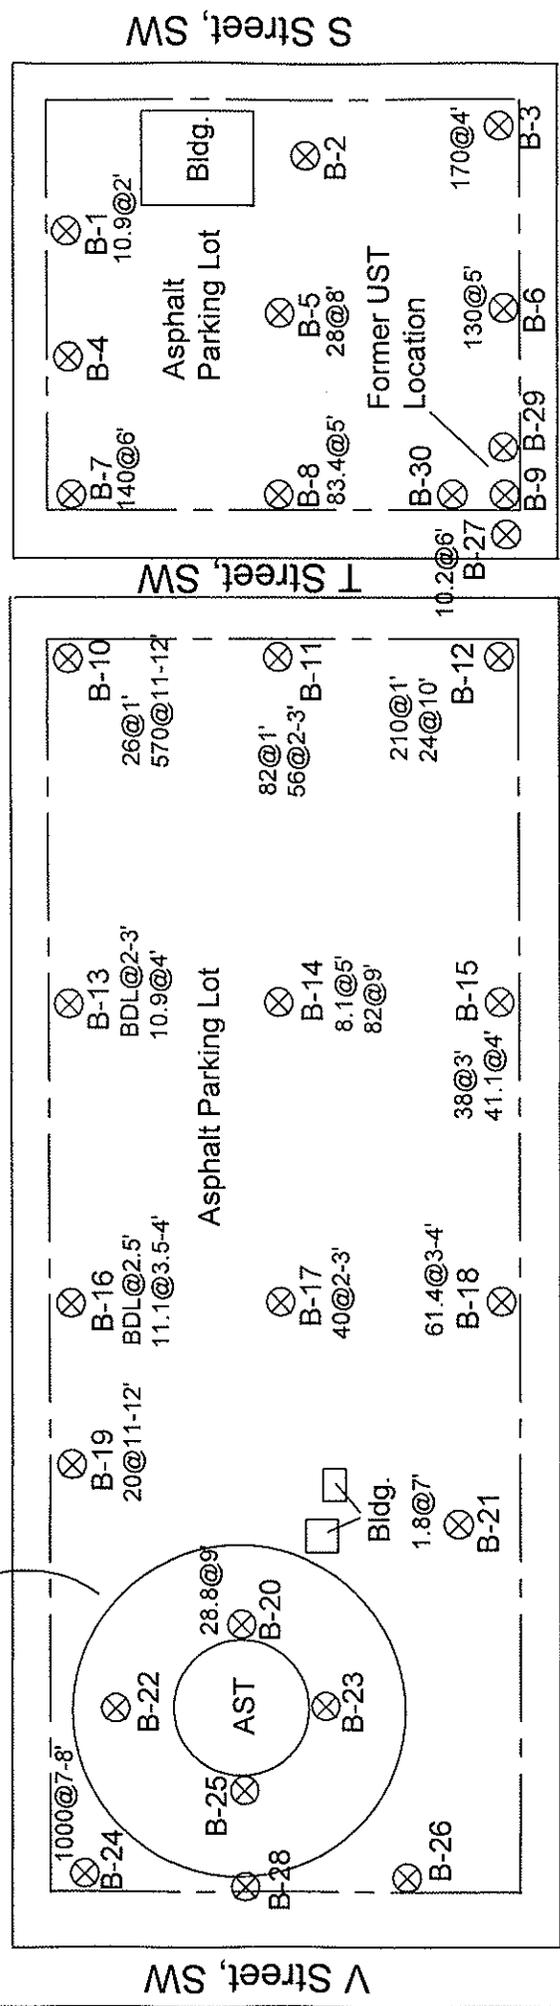 S Street, SW
B-1
10.9@2'
Bldg.
B-2
170@4'
B-3
B-4
Asphalt
Parking Lot
B-5
28@8'
Former UST
Location
130@5'
B-6
B-7
140@6'
B-8
83.4@5'
B-30
B-29
B-9
10.2@6'
B-27
T Street, SW
B-10
26@1'
570@11-12'
B-11
82@1'
56@2-3'
B-12
210@1'
24@10'
B-13
BDL@2-3'
10.9@4'
Asphalt Parking Lot
B-14
8.1@5'
82@9'
B-15
38@3'
41.1@4'
B-16
BDL@2.5'
11.1@3.5-4'
B-17
40@2-3'
61.4@3-4'
B-18
B-19
20@11-12'
Bldg.
1.8@7'
B-21
28.8@9'
B-20
B-22
AST
B-23
B-25
1000@7-8'
B-24
B-28
B-26
V Street, SW